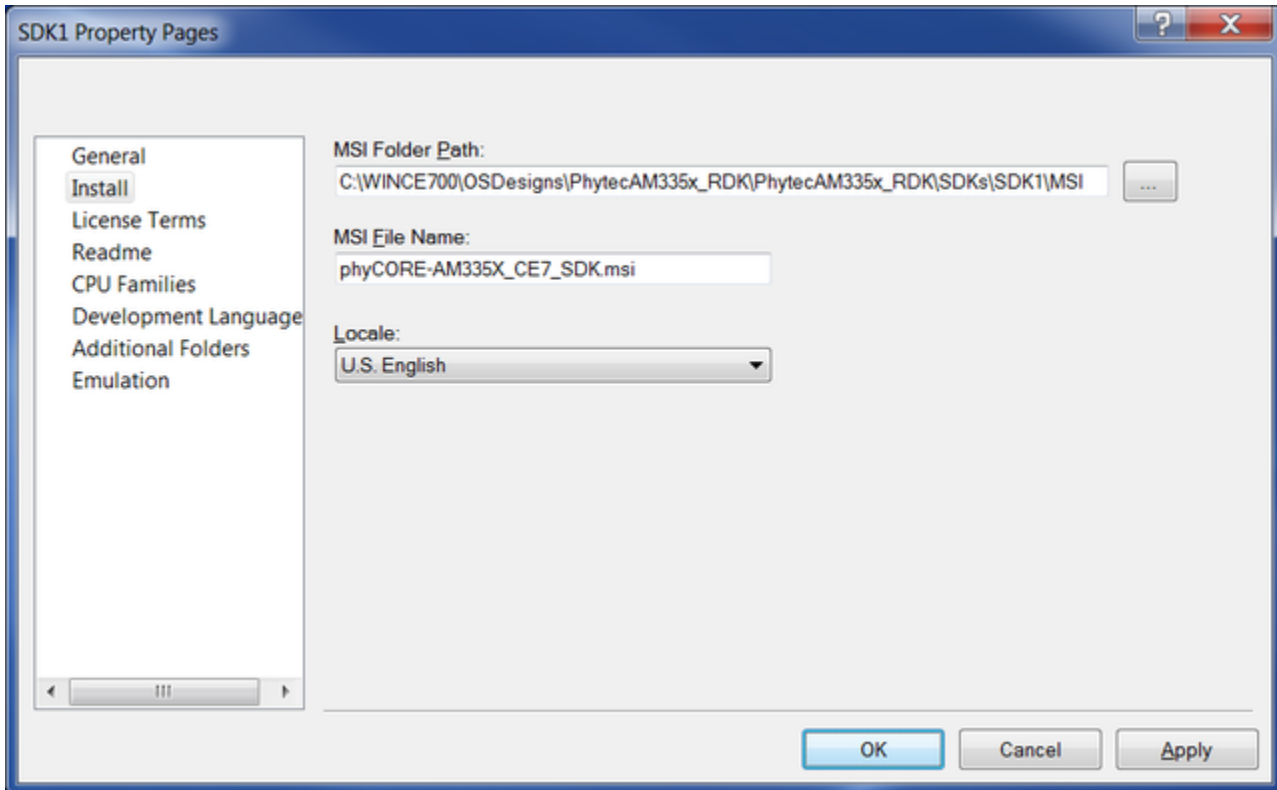 SDK1 Property Pages
?
X
General
Install
License Terms
Readme
CPU Families
Development Language
Additional Folders
Emulation
MSI Folder Path:
C:\WINCE700\OSDesigns\PhytecAM335x_RDK\PhytecAM335x_RDK\SDKs\SDK1\MSI
...
MSI File Name:
phyCORE-AM335X_CE7_SDK.msi
Locale:
U.S. English
OK
Cancel
Apply